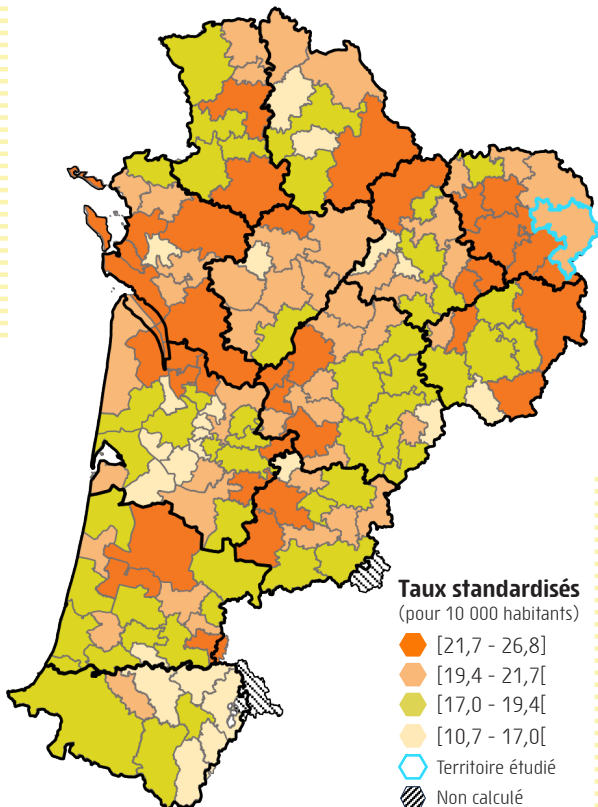 Taux standardisés
(pour 10 000 habitants)
[21,7 - 26,8]
[19,4 - 21,7[
[17,0 - 19,4[
[10,7 - 17,0[
Territoire étudié
Non calculé